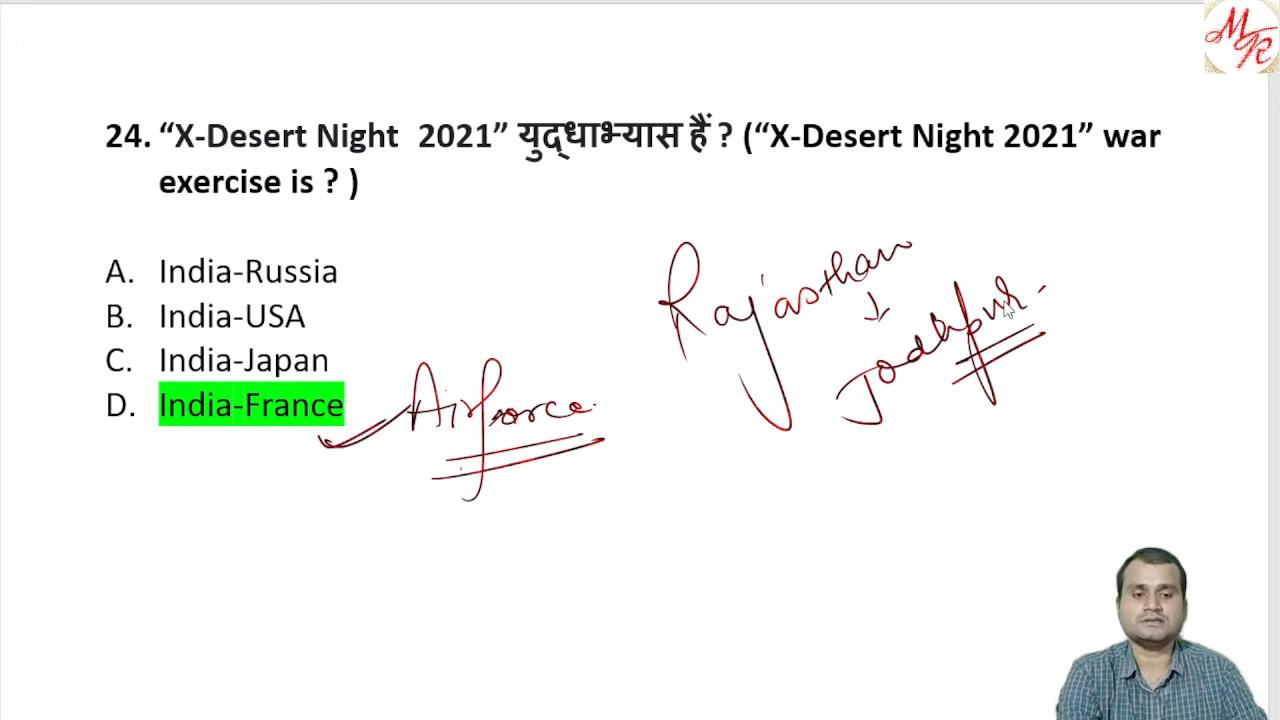 MR
24. “X-Desert Night 2021” युद्धाभ्यास हैं ? (“X-Desert Night 2021” war
exercise is ? )
A. India-Russia
B. India-USA
C. India-Japan
D. India-France
Airforce.
Rajasthan
↓
Jodhpur.